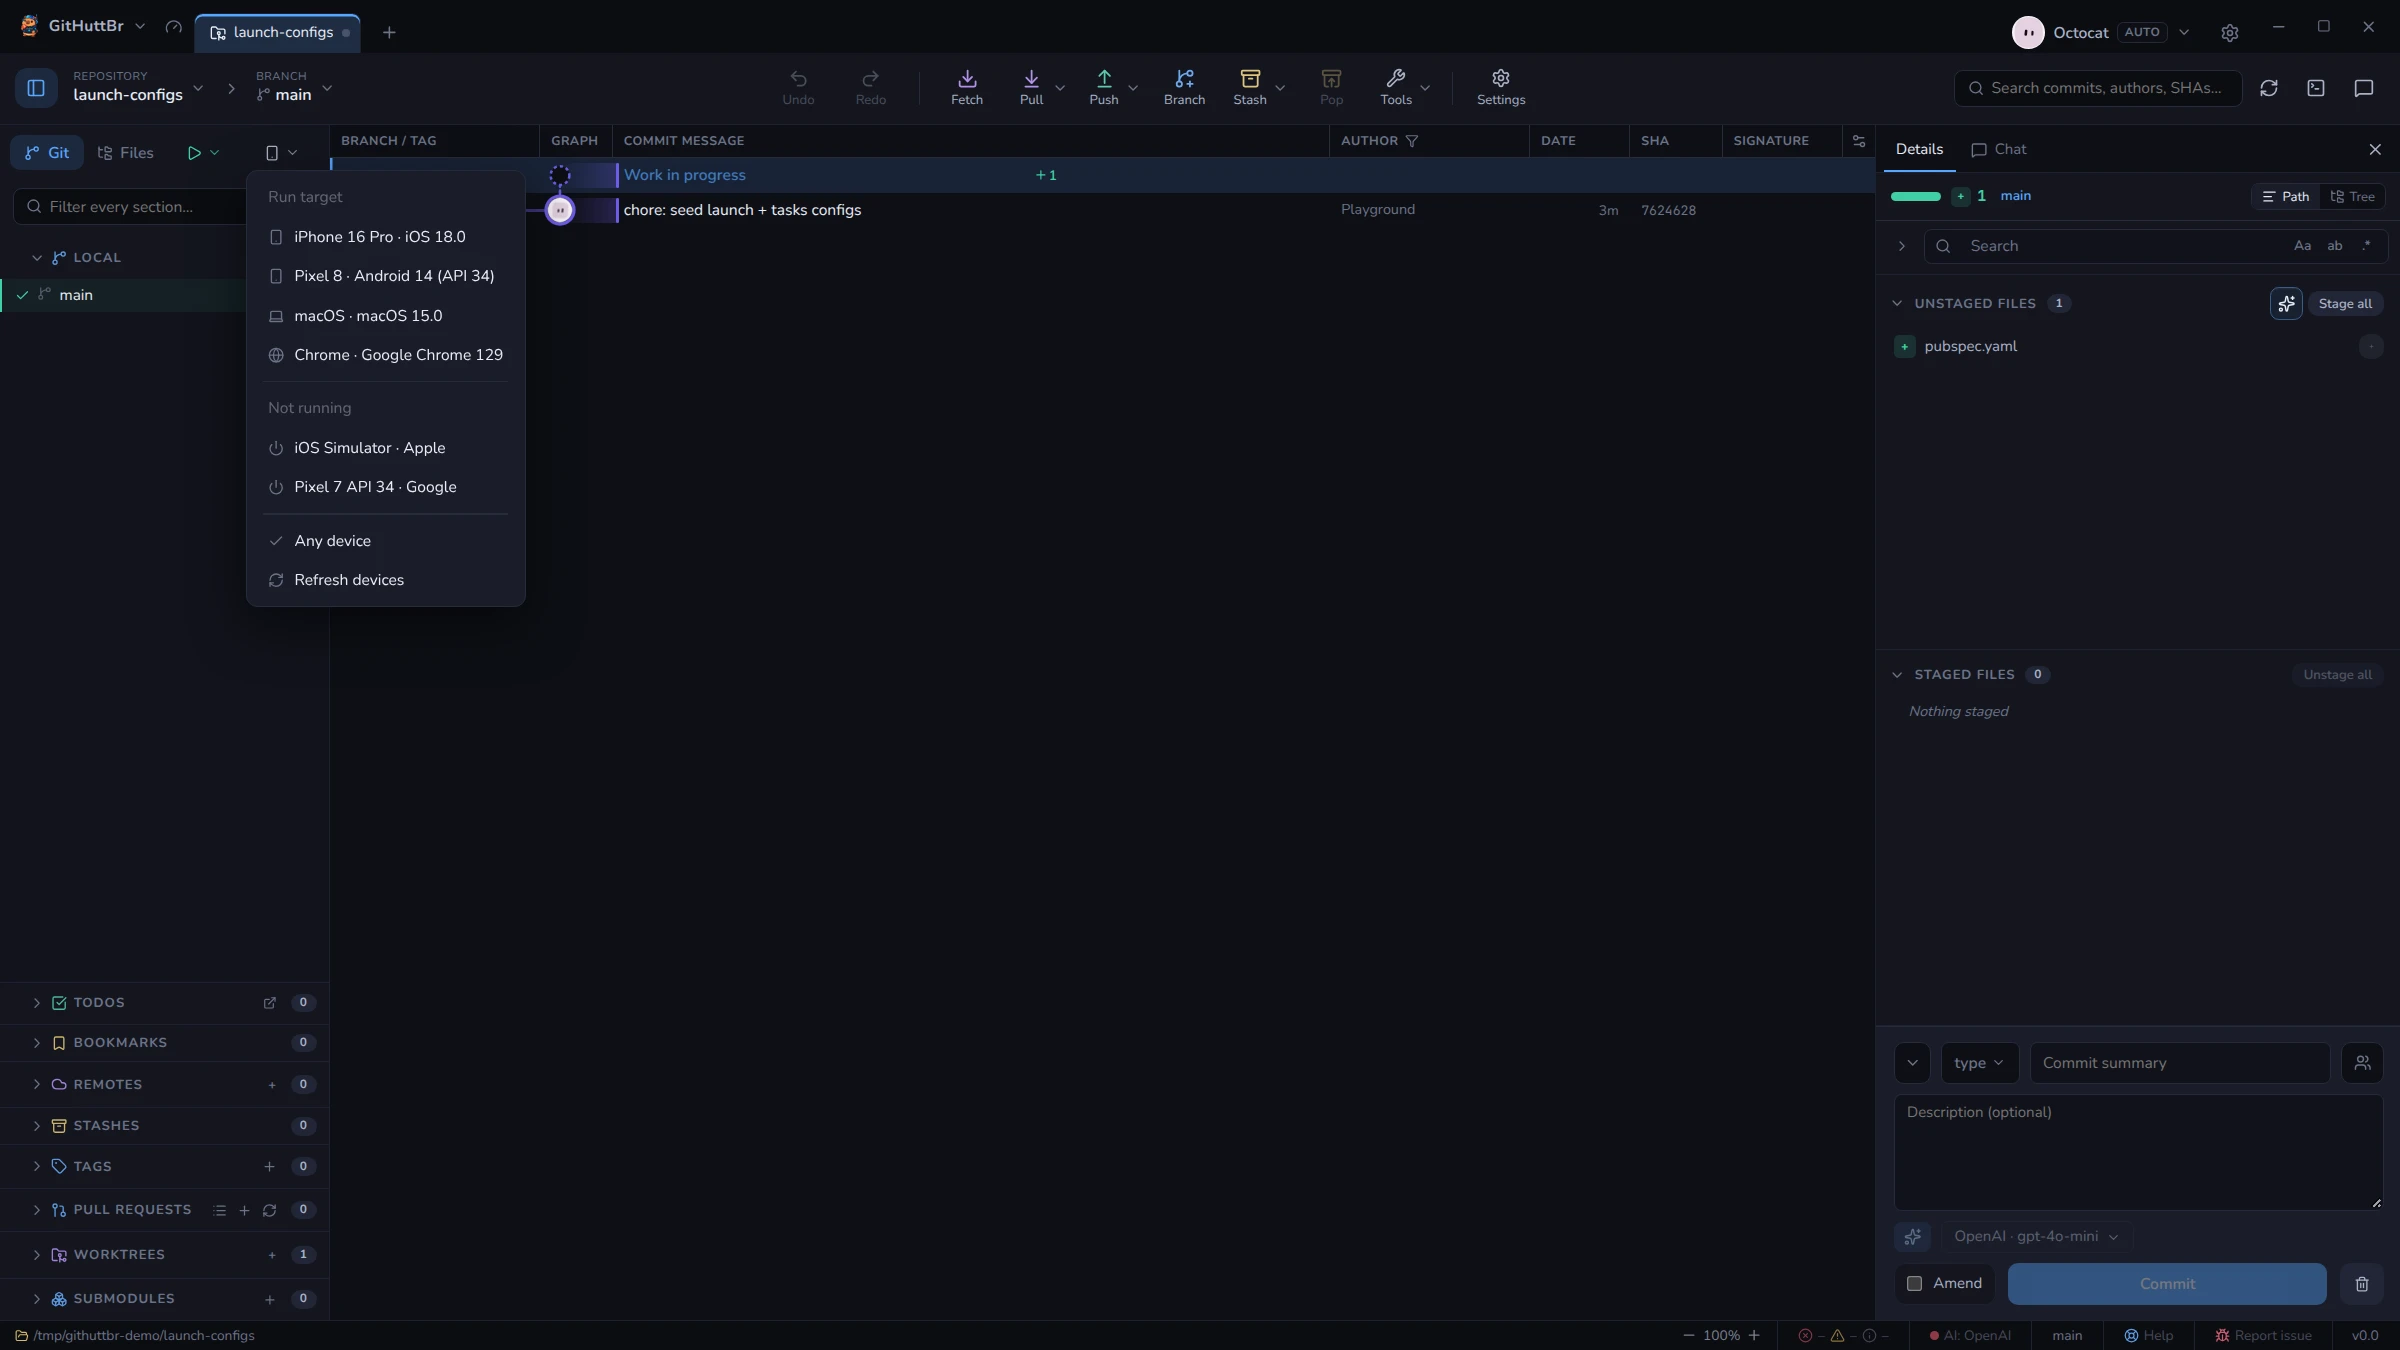 GitHuttBr
launch-configs
Octocat
AUTO
REPOSITORY
launch-configs
BRANCH
main
Undo
Redo
Fetch
Pull
Push
Branch
Stash
Pop
Tools
Settings
Search commits, authors, SHAs...
Git
Files
BRANCH / TAG
GRAPH
COMMIT MESSAGE
AUTHOR
DATE
SHA
SIGNATURE
Work in progress
+ 1
chore: seed launch + tasks configs
Playground
3m
7624628
Filter every section...
LOCAL
main
Run target
iPhone 16 Pro · iOS 18.0
Pixel 8 · Android 14 (API 34)
macOS · macOS 15.0
Chrome · Google Chrome 129
Not running
iOS Simulator · Apple
Pixel 7 API 34 · Google
Any device
Refresh devices
TODOS
0
BOOKMARKS
0
REMOTES
0
STASHES
0
TAGS
0
PULL REQUESTS
0
WORKTREES
1
SUBMODULES
0
Details
Chat
+ 1 main
Path
Tree
Search
Aa
ab
.*
UNSTAGED FILES
1
Stage all
pubspec.yaml
STAGED FILES
0
Unstage all
Nothing staged
type
Commit summary
Description (optional)
OpenAI · gpt-4o-mini
Amend
Commit
/tmp/githuttbr-demo/launch-configs
100%
–
–
–
AI: OpenAI
main
Help
Report issue
v0.0